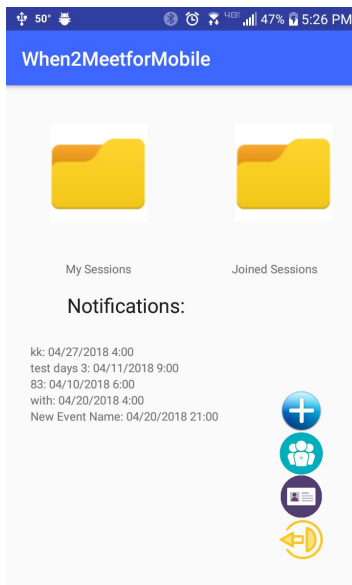 50° 4G 47% 5:26 PM
When2MeetforMobile
My Sessions Joined Sessions
Notifications:
kk: 04/27/2018 4:00
test days 3: 04/11/2018 9:00
83: 04/10/2018 6:00
with: 04/20/2018 4:00
New Event Name: 04/20/2018 21:00